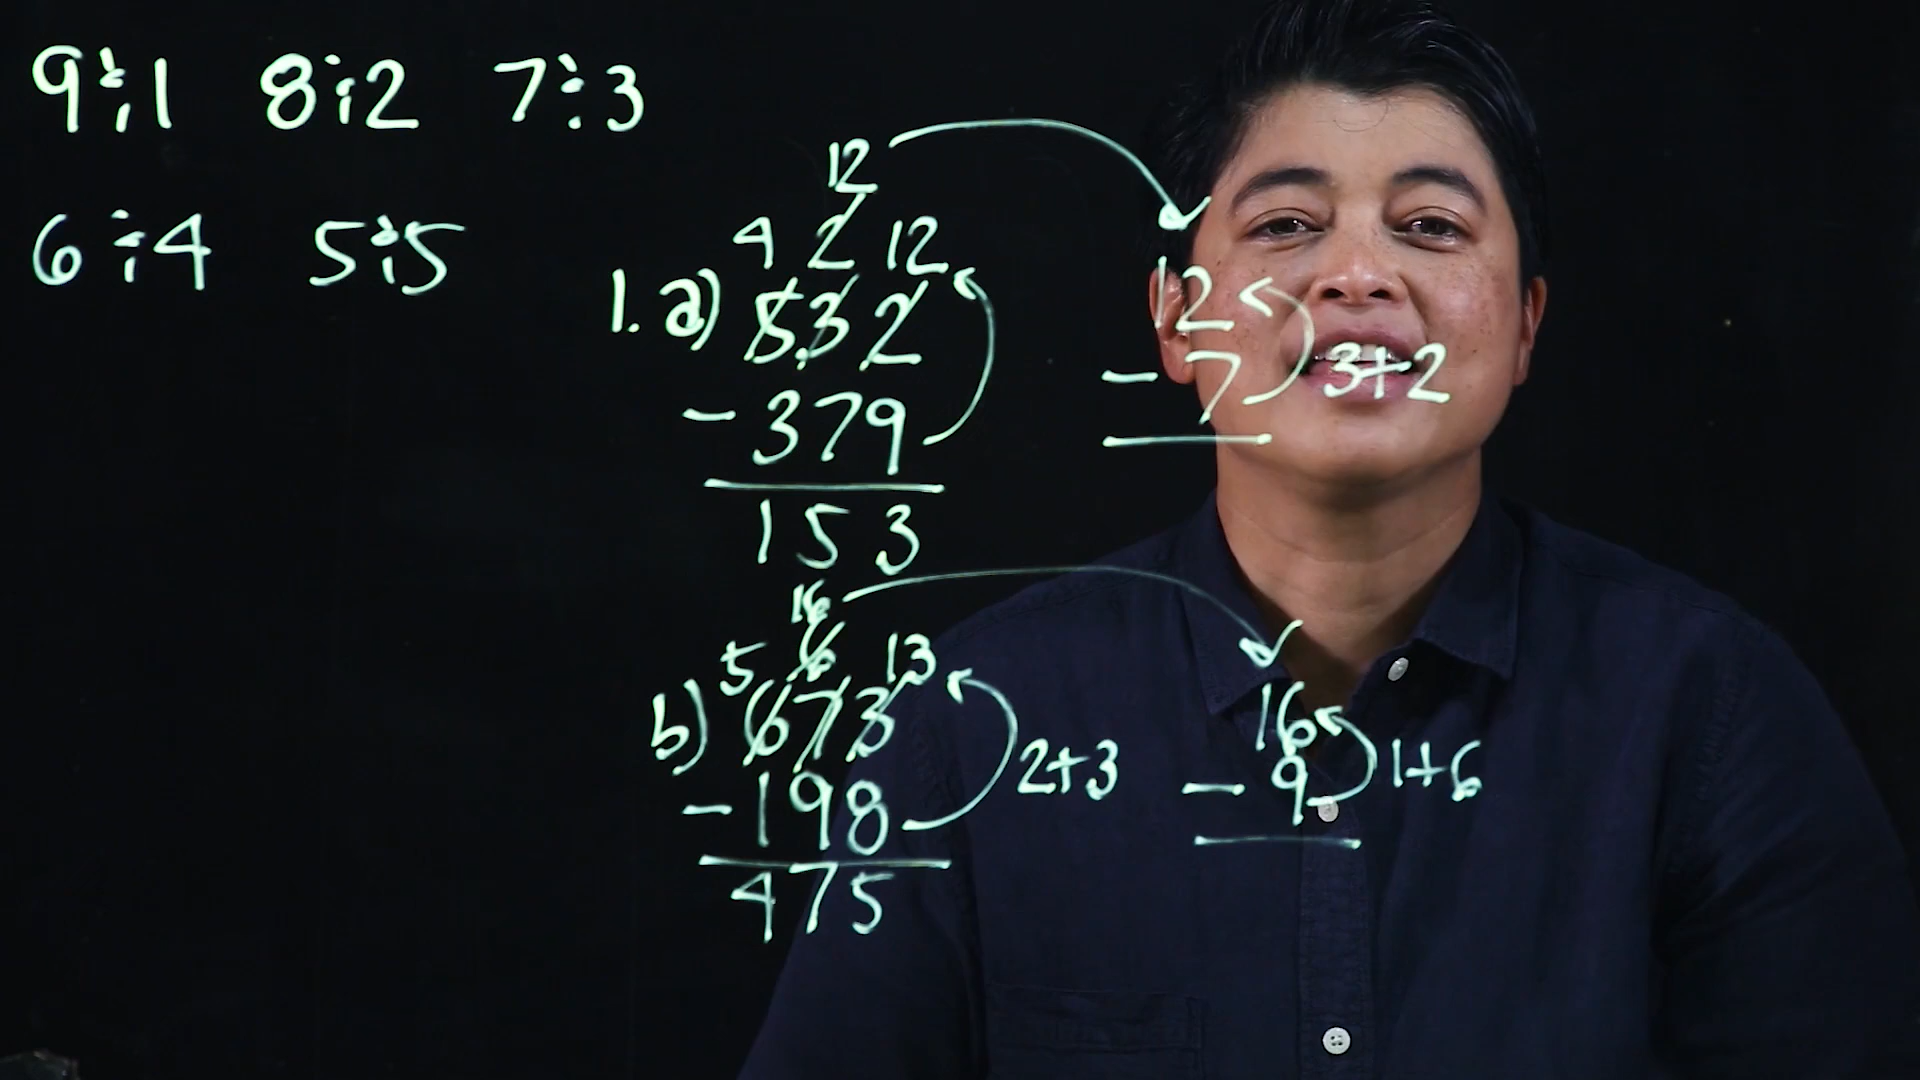 9÷1 8÷2 7÷3
6÷4 5÷5
12
4 2 12
1. a) 532
- 379
153
12
- 7
3+2
16
5 6 13
b) 673
- 198
475
2+3
16
- 9
1+6